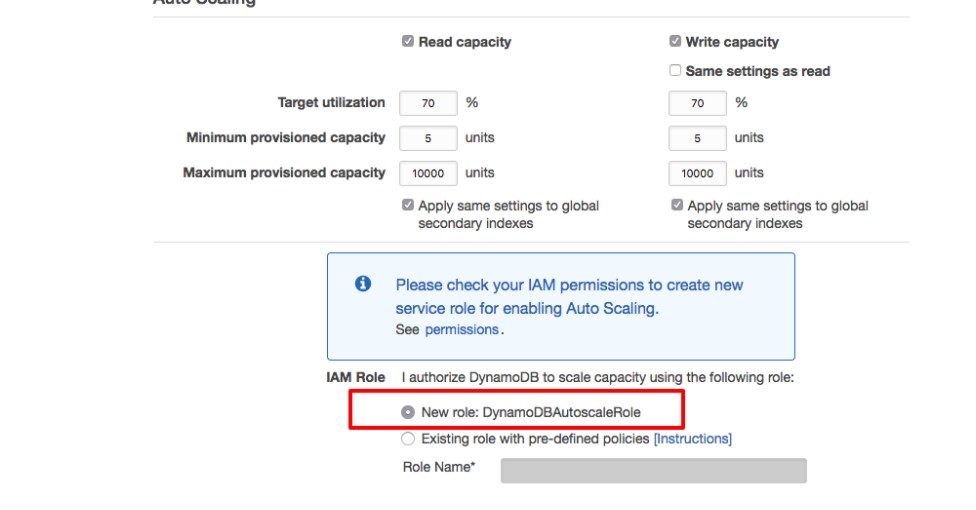 Auto Scaling
Read capacity Write capacity
Same settings as read
Target utilization 70 % 70 %
Minimum provisioned capacity 5 units 5 units
Maximum provisioned capacity 10000 units 10000 units
Apply same settings to global Apply same settings to global
secondary indexes secondary indexes
Please check your IAM permissions to create new
service role for enabling Auto Scaling.
See permissions.
IAM Role I authorize DynamoDB to scale capacity using the following role:
New role: DynamoDBAutoscaleRole
Existing role with pre-defined policies [Instructions]
Role Name*